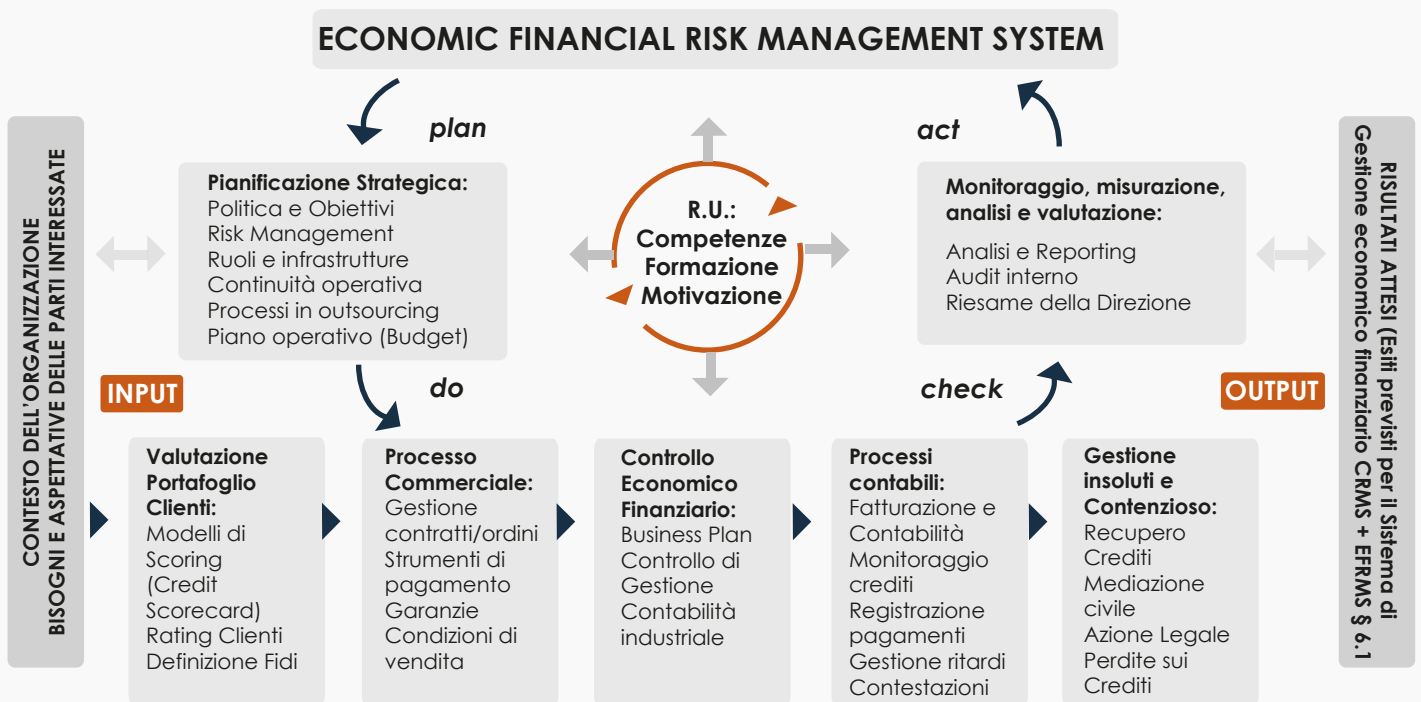 ECONOMIC FINANCIAL RISK MANAGEMENT SYSTEM
CONTESTO DELL'ORGANIZZAZIONE
BISOGNI E ASPETTATIVE DELLE PARTI INTERESSATE
plan
Pianificazione Strategica:
Politica e Obiettivi
Risk Management
Ruoli e infrastrutture
Continuità operativa
Processi in outsourcing
Piano operativo (Budget)
R.U.:
Competenze
Formazione
Motivazione
act
Monitoraggio, misurazione,
analisi e valutazione:
Analisi e Reporting
Audit interno
Riesame della Direzione
RISULTATI ATTESI (Esiti previsti per il Sistema di
Gestione economico finanziario CRMS + EFRMS § 6.1
INPUT
do
check
OUTPUT
Valutazione
Portafoglio
Clienti:
Modelli di
Scoring
(Credit
Scorecard)
Rating Clienti
Definizione Fidi
Processo
Commerciale:
Gestione
contratti/ordini
Strumenti di
pagamento
Garanzie
Condizioni di
vendita
Controllo
Economico
Finanziario:
Business Plan
Controllo di
Gestione
Contabilità
industriale
Processi
contabili:
Fatturazione e
Contabilità
Monitoraggio
crediti
Registrazione
pagamenti
Gestione ritardi
Contestazioni
Gestione
insoluti e
Contenzioso:
Recupero
Crediti
Mediazione
civile
Azione Legale
Perdite sui
Crediti